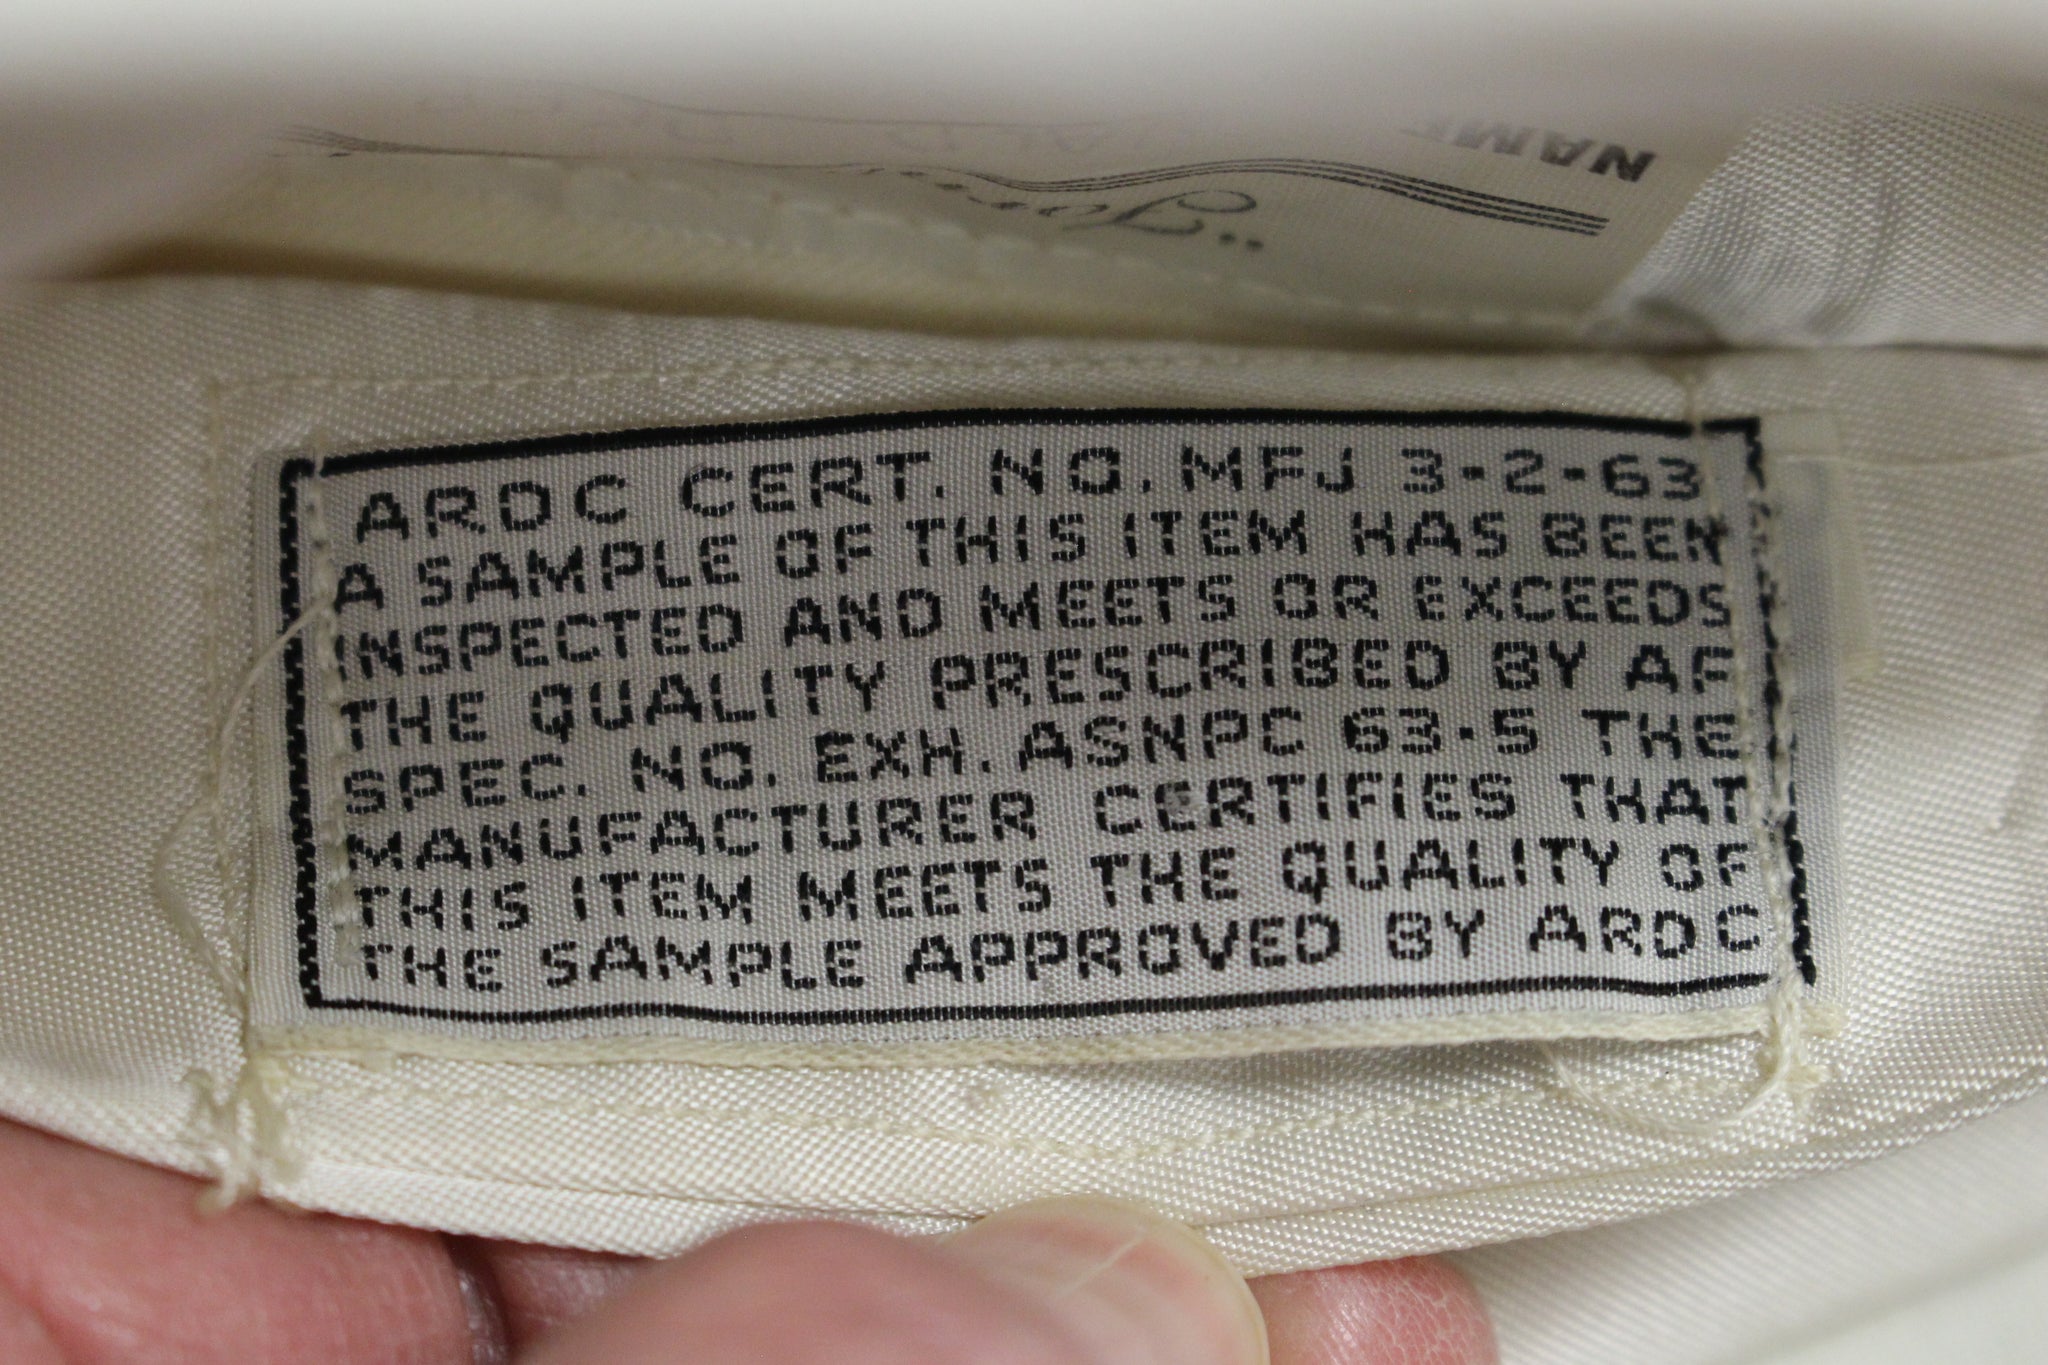 NAME
ARDC CERT. NO. MFJ 3-2-63
A SAMPLE OF THIS ITEM HAS BEEN
INSPECTED AND MEETS OR EXCEEDS
THE QUALITY PRESCRIBED BY AF
SPEC. NO. EXH. ASNPC 63-5 THE
MANUFACTURER CERTIFIES THAT
THIS ITEM MEETS THE QUALITY OF
THE SAMPLE APPROVED BY ARDC